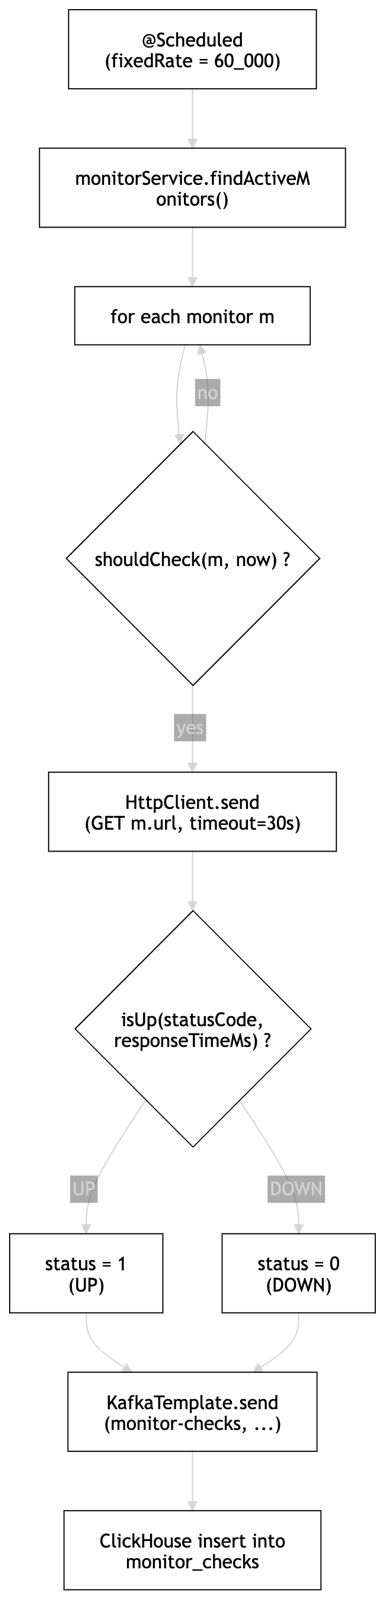 @Scheduled
(fixedRate = 60_000)
monitorService.findActiveM
onitors()
for each monitor m
no
shouldCheck(m, now) ?
yes
HttpClient.send
(GET m.url, timeout=30s)
isUp(statusCode,
responseTimeMs) ?
UP
DOWN
status = 1
(UP)
status = 0
(DOWN)
KafkaTemplate.send
(monitor-checks, ...)
ClickHouse insert into
monitor_checks